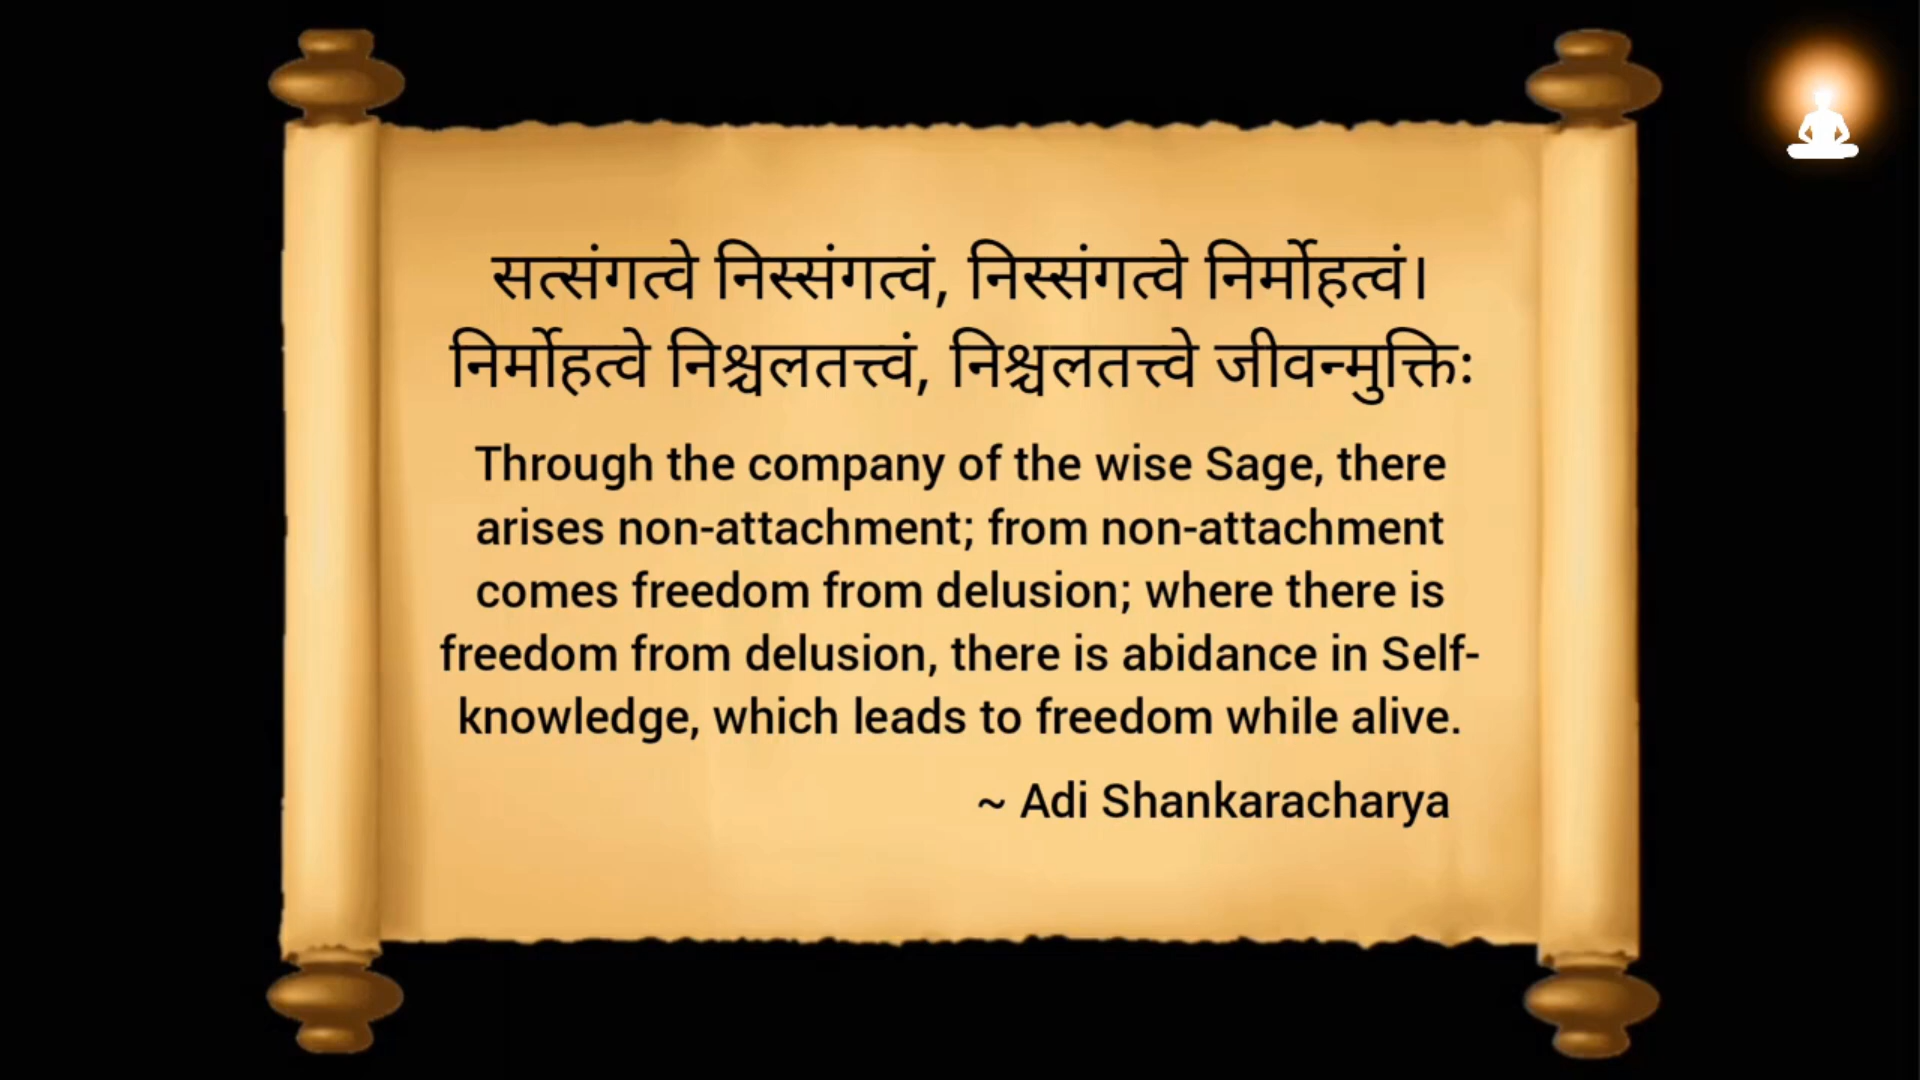 सत्संगत्वे निस्संगत्वं, निस्संगत्वे निर्मोहत्वं।
निर्मोहत्वे निश्चलतत्त्वं, निश्चलतत्त्वे जीवन्मुक्तिः
Through the company of the wise Sage, there
arises non-attachment; from non-attachment
comes freedom from delusion; where there is
freedom from delusion, there is abidance in Self-
knowledge, which leads to freedom while alive.
~ Adi Shankaracharya